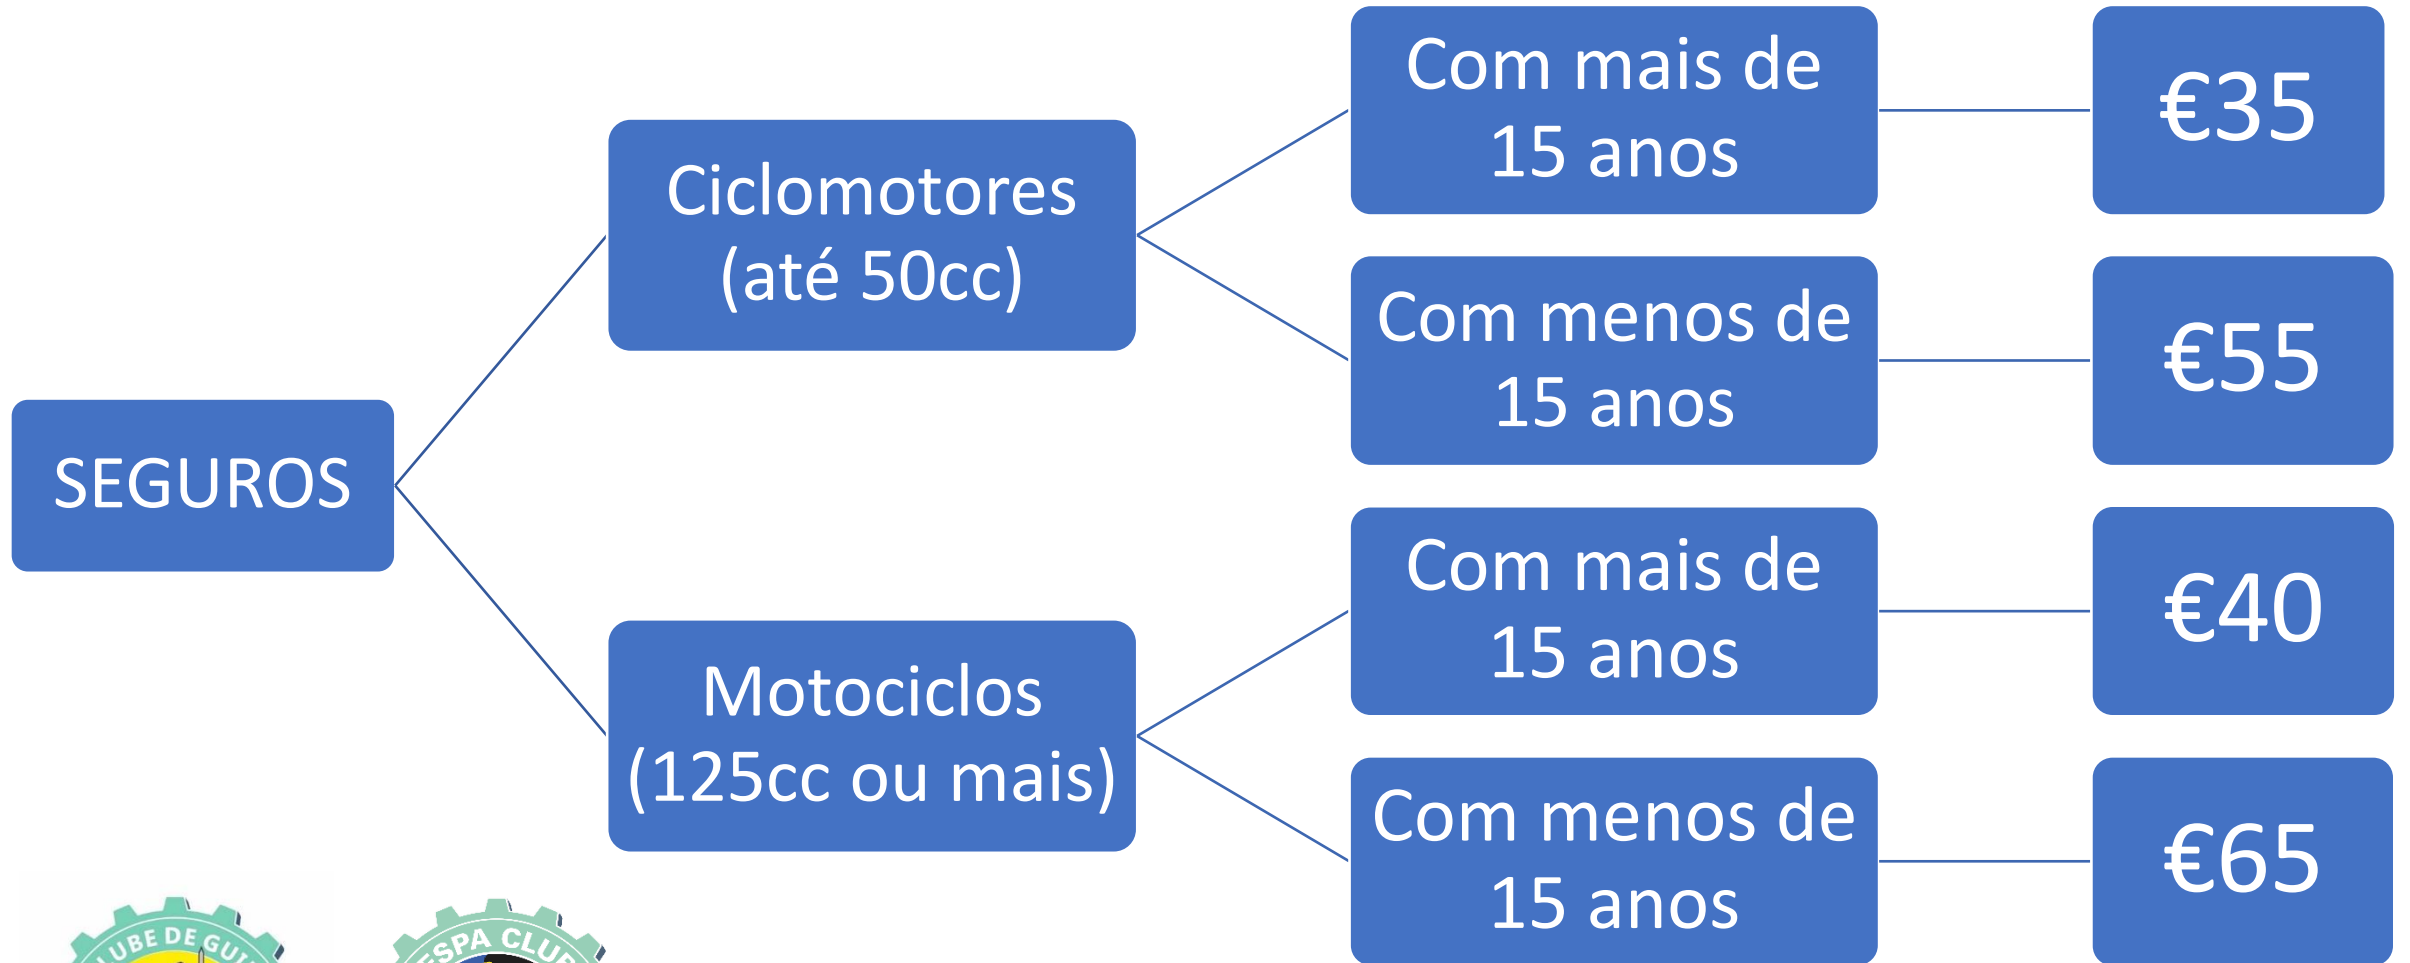 SEGUROS
Ciclomotores
(até 50cc)
Com mais de
15 anos
€35
Com menos de
15 anos
€55
Motociclos
(125cc ou mais)
Com mais de
15 anos
€40
Com menos de
15 anos
€65
DE